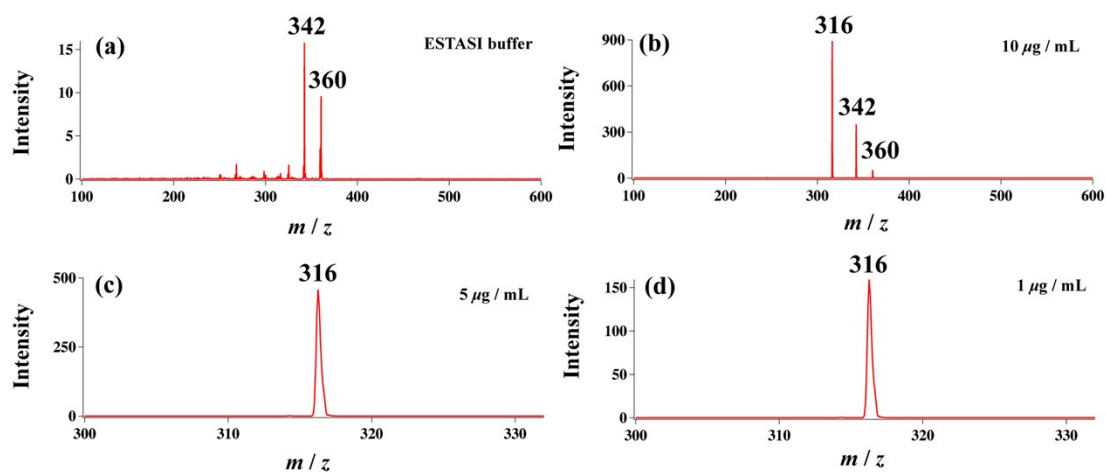 (a)
ESTASI buffer
342
360
Intensity
15
10
5
0
100 200 300 400 500 600
m / z
(b)
10 µg / mL
316
342
360
Intensity
900
600
300
0
100 200 300 400 500 600
m / z
(c)
5 µg / mL
316
Intensity
500
250
0
300 310 320 330
m / z
(d)
1 µg / mL
316
Intensity
150
100
50
0
300 310 320 330
m / z